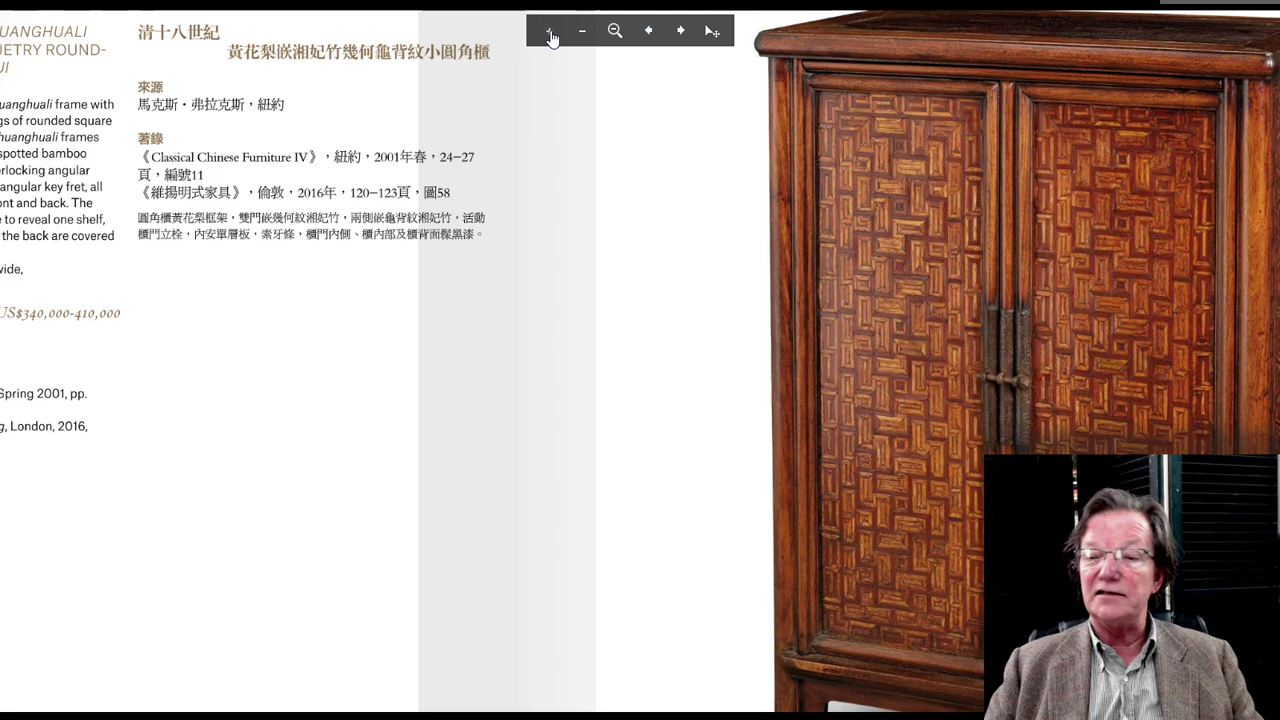 UANGHUALI
JETRY ROUND-
UI
uanghuali frame with
gs of rounded square
huanghuali frames
spotted bamboo
erlocking angular
angular key fret, all
ont and back. The
e to reveal one shelf,
the back are covered
wide,
US$340,000-410,000
Spring 2001, pp.
g, London, 2016,
清十八世紀
黃花梨嵌湘妃竹幾何龜背紋小圓角櫃
來源
馬克斯・弗拉克斯，紐約
著錄
《Classical Chinese Furniture IV》，紐約，2001年春，24–27
頁，編號11
《維揚明式家具》，倫敦，2016年，120–123頁，圖58
圓角櫃黃花梨框架，雙門嵌幾何紋湘妃竹，兩側嵌龜背紋湘妃竹，活動
櫃門立栓，內安單層板，素牙條，櫃門內側、櫃內部及櫃背面髹黑漆。